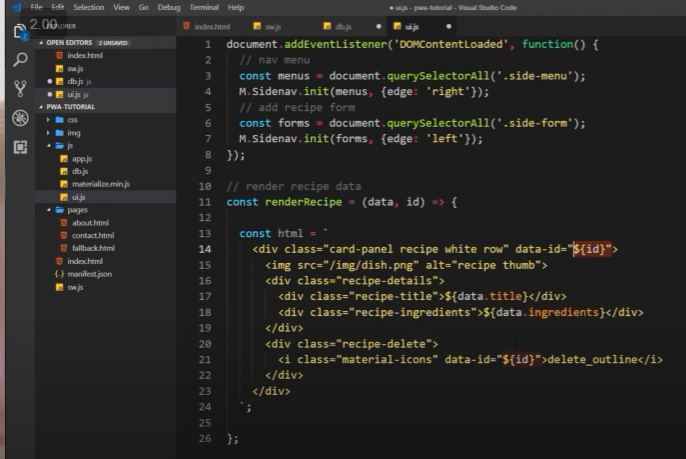 File Edit Selection View Go Debug Terminal Help
● ui.js - pwa-tutorial - Visual Studio Code
2.00
OPEN EDITORS 2 UNSAVED
index.html
sw.js
db.js js
ui.js js
PWA-TUTORIAL
css
img
js
app.js
db.js
materialize.min.js
ui.js
pages
about.html
contact.html
fallback.html
index.html
manifest.json
sw.js
index.html sw.js db.js ui.js
1 document.addEventListener('DOMContentLoaded', function() {
2 // nav menu
3 const menus = document.querySelectorAll('.side-menu');
4 M.Sidenav.init(menus, {edge: 'right'});
5 // add recipe form
6 const forms = document.querySelectorAll('.side-form');
7 M.Sidenav.init(forms, {edge: 'left'});
8 });
9
10 // render recipe data
11 const renderRecipe = (data, id) => {
12
13 const html = `
14 <div class="card-panel recipe white row" data-id="${id}">
15 <img src="/img/dish.png" alt="recipe thumb">
16 <div class="recipe-details">
17 <div class="recipe-title">${data.title}</div>
18 <div class="recipe-ingredients">${data.ingredients}</div>
19 </div>
20 <div class="recipe-delete">
21 <i class="material-icons" data-id="${id}">delete_outline</i>
22 </div>
23 </div>
24 `;
25
26 };